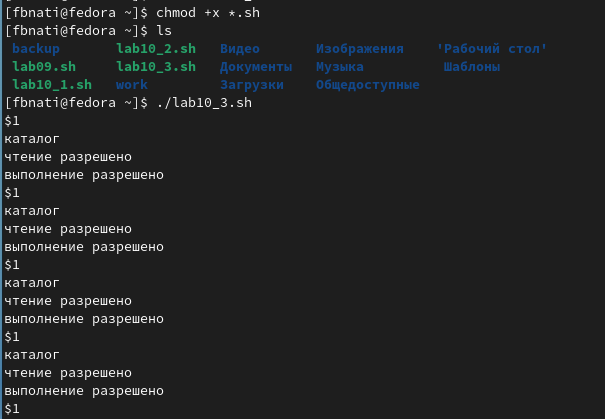 [fbnati@fedora ~]$ chmod +x *.sh
[fbnati@fedora ~]$ ls
backup lab10_2.sh Видео Изображения 'Рабочий стол'
lab09.sh lab10_3.sh Документы Музыка Шаблоны
lab10_1.sh work Загрузки Общедоступные
[fbnati@fedora ~]$ ./lab10_3.sh
$1
каталог
чтение разрешено
выполнение разрешено
$1
каталог
чтение разрешено
выполнение разрешено
$1
каталог
чтение разрешено
выполнение разрешено
$1
каталог
чтение разрешено
выполнение разрешено
$1